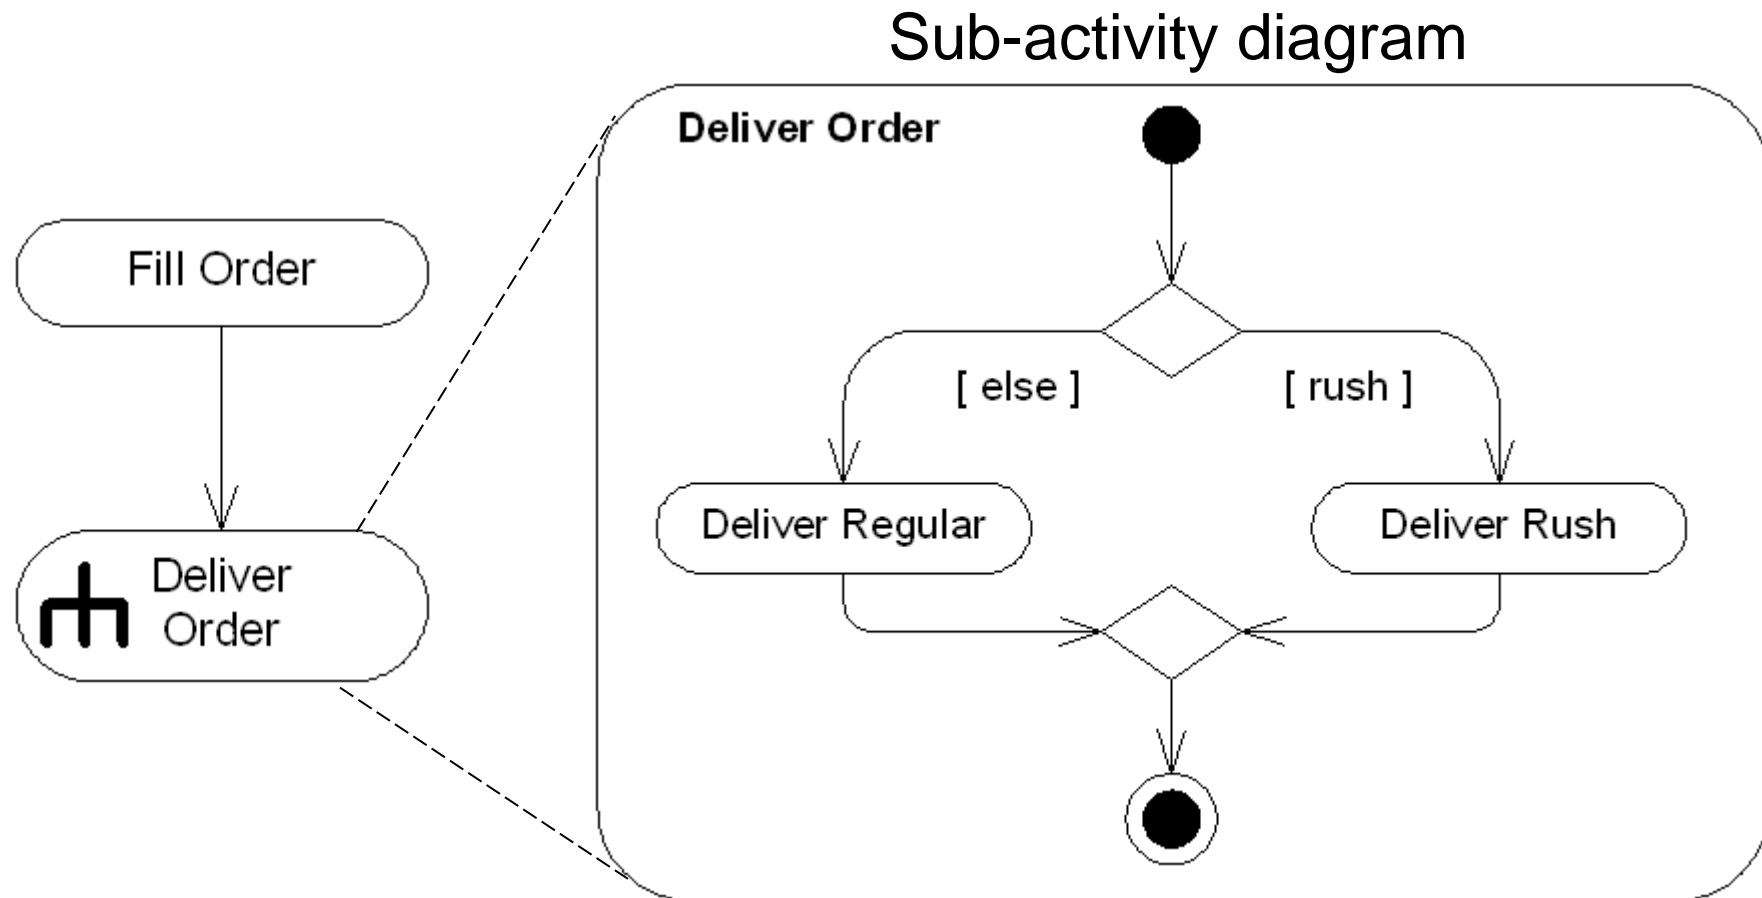 Sub-activity diagram
Deliver Order
Fill Order
[ else ]
[ rush ]
Deliver Regular
Deliver Rush
Deliver
Order